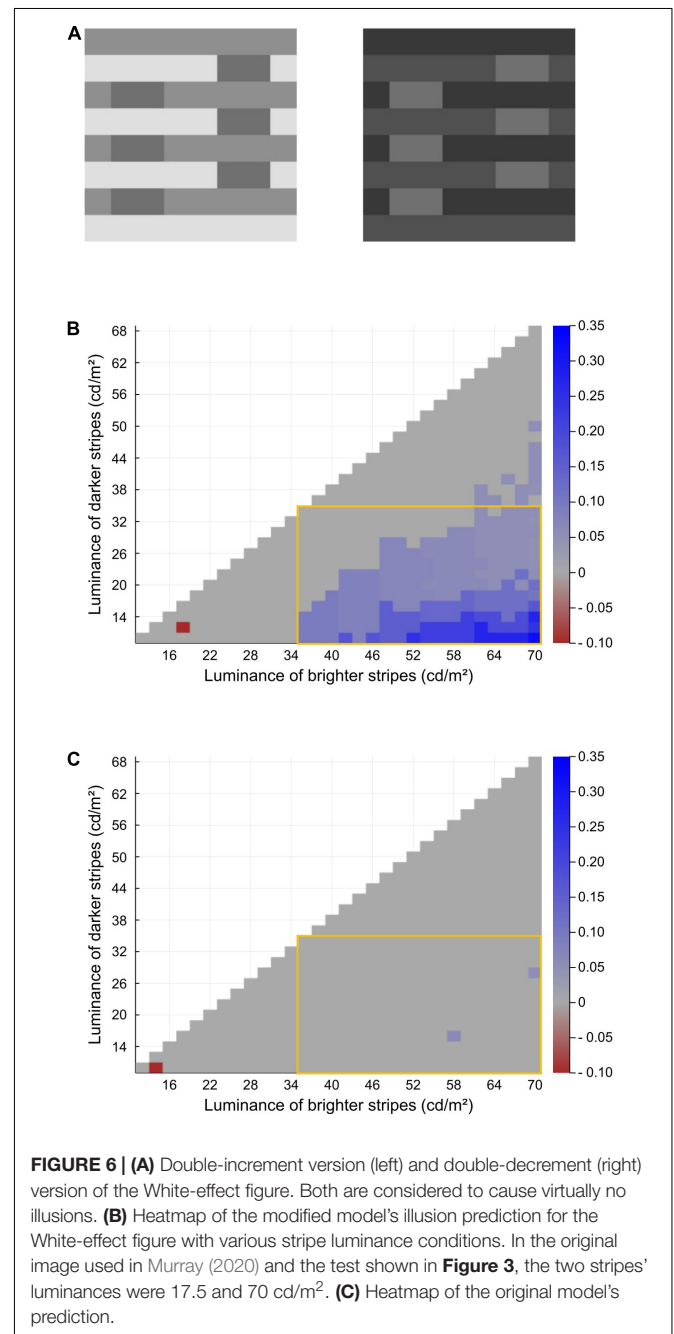 A
B
Luminance of darker stripes (cd/m²)
68
62
56
50
44
38
32
26
20
14
16 22 28 34 40 46 52 58 64 70
Luminance of brighter stripes (cd/m²)
0.35
0.30
0.25
0.20
0.15
0.10
0.05
0
- 0.05
- 0.10
C
Luminance of darker stripes (cd/m²)
68
62
56
50
44
38
32
26
20
14
16 22 28 34 40 46 52 58 64 70
Luminance of brighter stripes (cd/m²)
0.35
0.30
0.25
0.20
0.15
0.10
0.05
0
- 0.05
- 0.10
FIGURE 6 | (A) Double-increment version (left) and double-decrement (right)
version of the White-effect figure. Both are considered to cause virtually no
illusions. (B) Heatmap of the modified model's illusion prediction for the
White-effect figure with various stripe luminance conditions. In the original
image used in Murray (2020) and the test shown in Figure 3, the two stripes'
luminances were 17.5 and 70 cd/m². (C) Heatmap of the original model's
prediction.